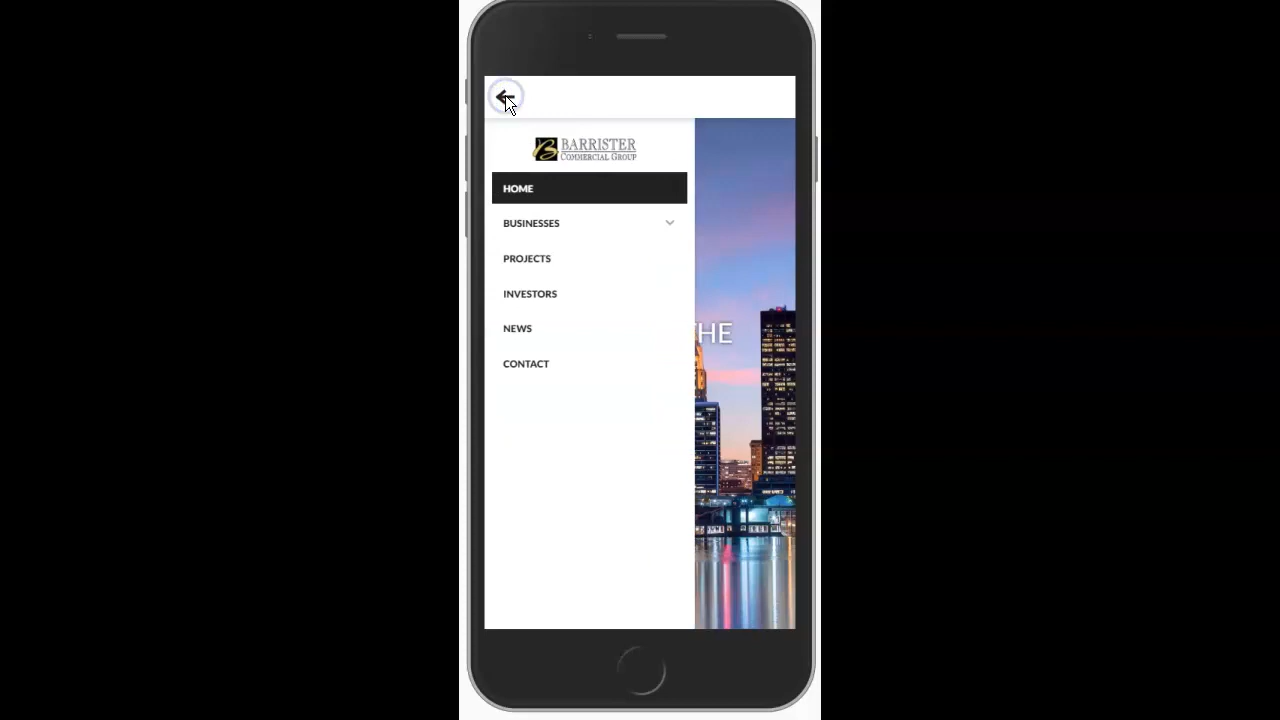 BARRISTER
COMMERCIAL GROUP
HOME
BUSINESSES
PROJECTS
INVESTORS
NEWS
CONTACT
HE